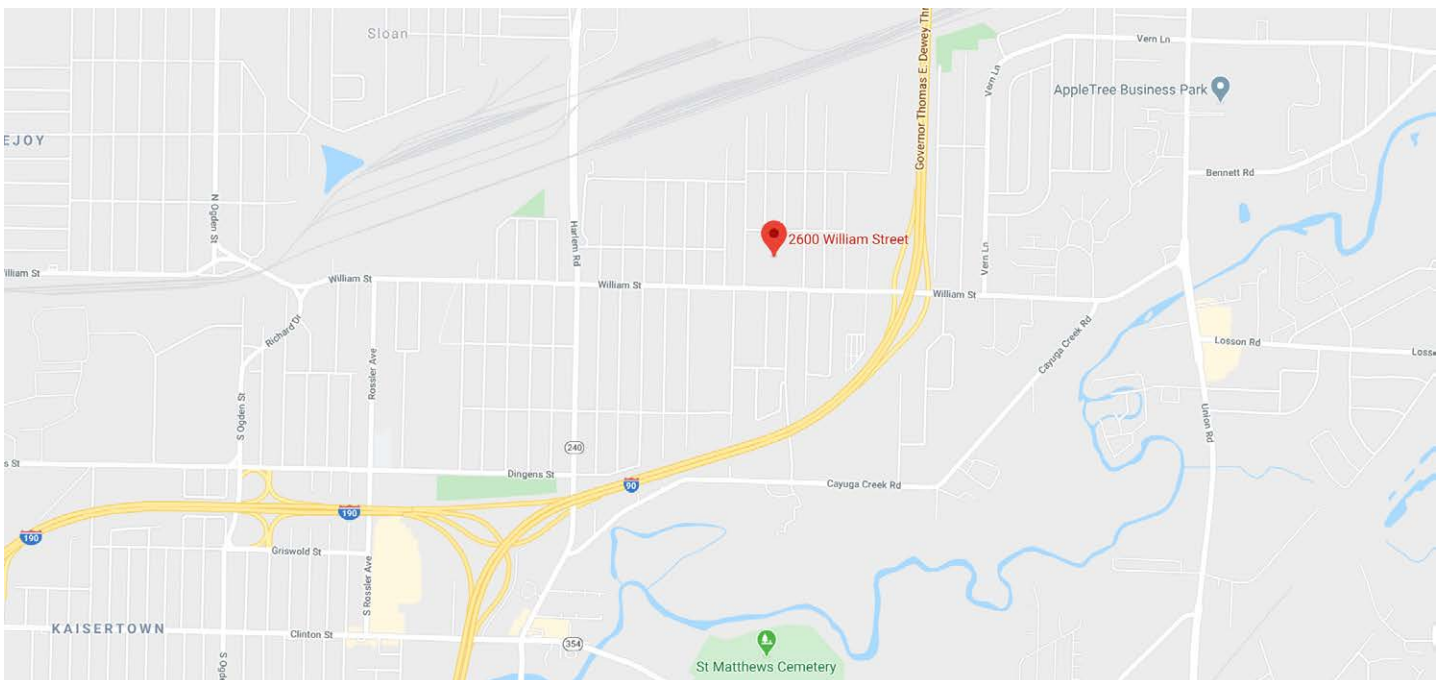 Sloan
Governor Thomas E. Dewey Thr
Vern Ln
Vern Ln
AppleTree Business Park
EJOY
Bennett Rd
N Ogden St
Harlem Rd
2600 William Street
Vern Ln
William St
William St
William St
William St
Richard Dr
Rossler Ave
Cayuga Creek Rd
Losson Rd
Loss
S Ogden St
Union Rd
240
s St
Dingens St
90
Cayuga Creek Rd
190
190
Griswold St
S Rossler Ave
KAISERTOWN
Clinton St
354
S Ogde
St Matthews Cemetery